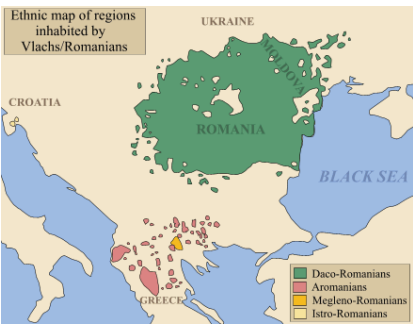 Ethnic map of regions
inhabited by
Vlachs/Romanians
UKRAINE
MOLDOVA
CROATIA
ROMANIA
BLACK SEA
GREECE
Daco-Romanians
Aromanians
Megleno-Romanians
Istro-Romanians